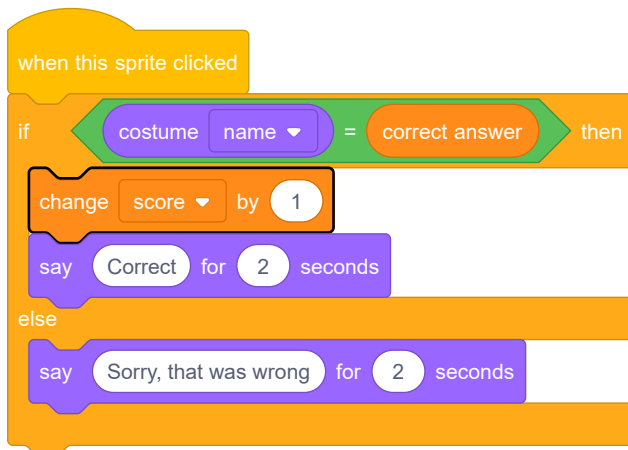 when this sprite clicked
if costume name = correct answer then
change score by 1
say Correct for 2 seconds
else
say Sorry, that was wrong for 2 seconds